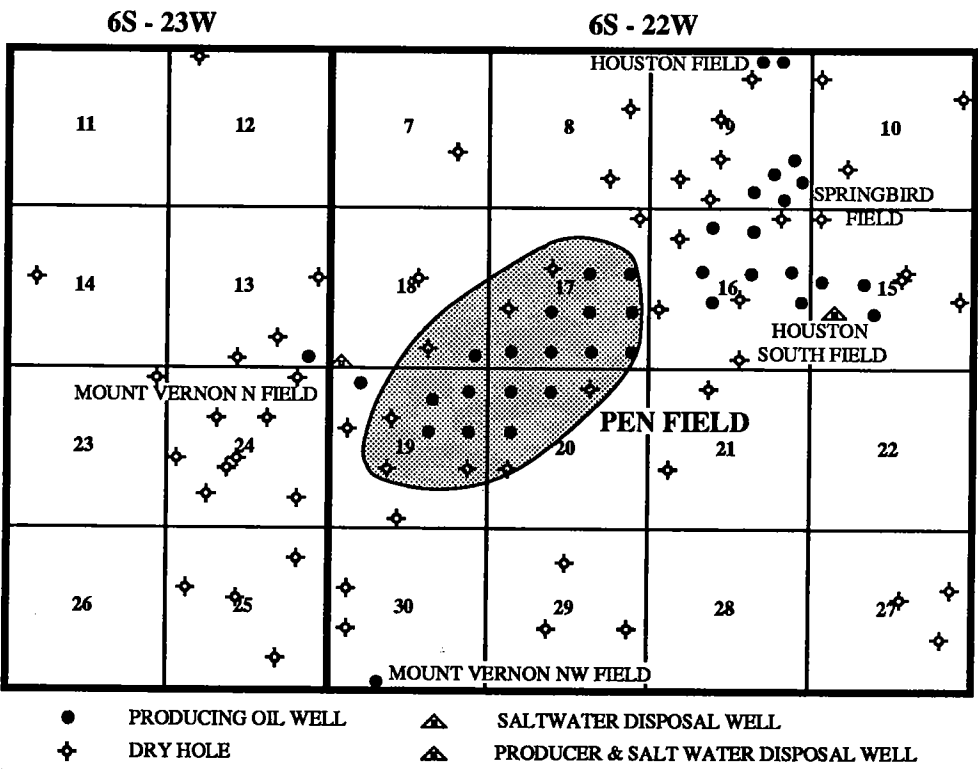 6S - 23W 6S - 22W
HOUSTON FIELD
11 12 7 8 9 10
SPRINGBIRD
FIELD
14 13 18 17 16 15
HOUSTON
SOUTH FIELD
MOUNT VERNON N FIELD
PEN FIELD
23 24 19 20 21 22
26 25 30 29 28 27
MOUNT VERNON NW FIELD
PRODUCING OIL WELL SALTWATER DISPOSAL WELL
DRY HOLE PRODUCER & SALT WATER DISPOSAL WELL